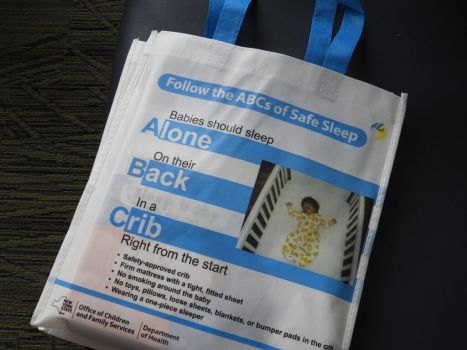 Follow the ABCs of Safe Sleep
Babies should sleep
Alone
On their
Back
In a
Crib
Right from the start
• Safety-approved crib
• Firm mattress with a tight, fitted sheet
• No smoking around the baby
• No toys, pillows, loose sheets, blankets, or bumper pads in the crib
• Wearing a one-piece sleeper
NEW YORK STATE
Office of Children and Family Services
Department of Health